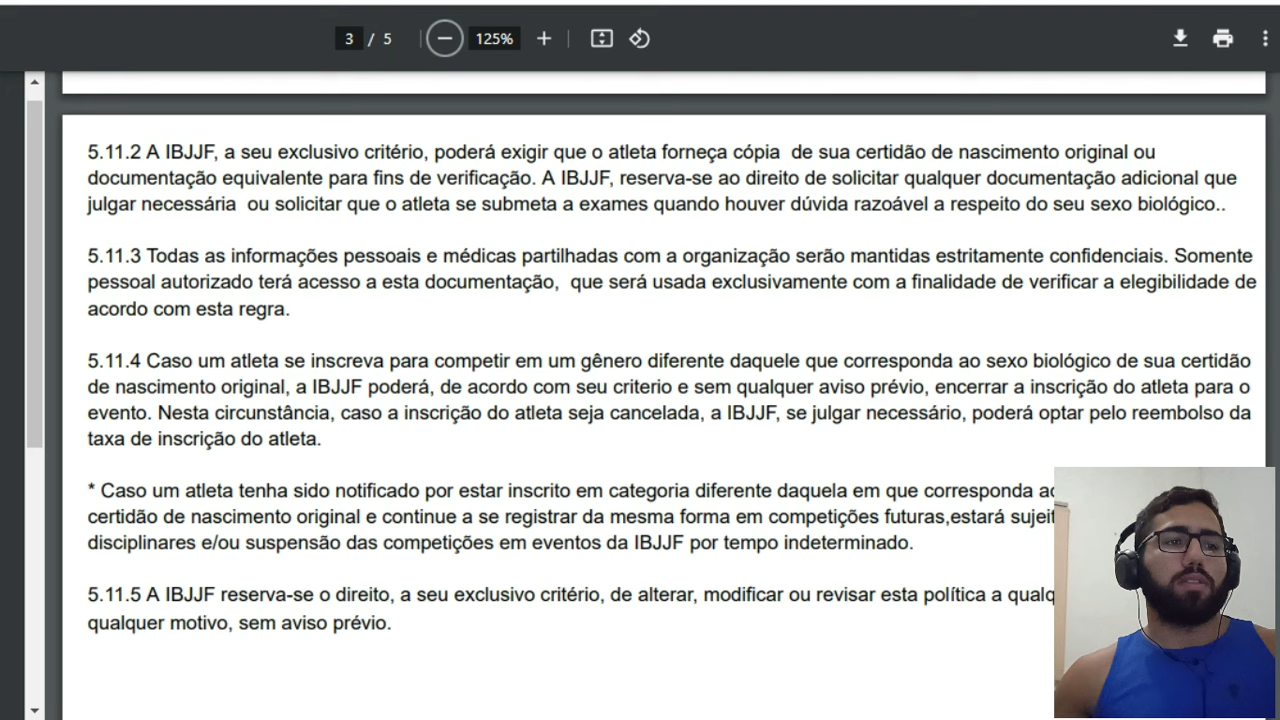 3 / 5 125%
5.11.2 A IBJJF, a seu exclusivo critério, poderá exigir que o atleta forneça cópia de sua certidão de nascimento original ou
documentação equivalente para fins de verificação. A IBJJF, reserva-se ao direito de solicitar qualquer documentação adicional que
julgar necessária ou solicitar que o atleta se submeta a exames quando houver dúvida razoável a respeito do seu sexo biológico..
5.11.3 Todas as informações pessoais e médicas partilhadas com a organização serão mantidas estritamente confidenciais. Somente
pessoal autorizado terá acesso a esta documentação, que será usada exclusivamente com a finalidade de verificar a elegibilidade de
acordo com esta regra.
5.11.4 Caso um atleta se inscreva para competir em um gênero diferente daquele que corresponda ao sexo biológico de sua certidão
de nascimento original, a IBJJF poderá, de acordo com seu criterio e sem qualquer aviso prévio, encerrar a inscrição do atleta para o
evento. Nesta circunstância, caso a inscrição do atleta seja cancelada, a IBJJF, se julgar necessário, poderá optar pelo reembolso da
taxa de inscrição do atleta.
* Caso um atleta tenha sido notificado por estar inscrito em categoria diferente daquela em que corresponda
certidão de nascimento original e continue a se registrar da mesma forma em competições futuras,estará
disciplinares e/ou suspensão das competições em eventos da IBJJF por tempo indeterminado.
5.11.5 A IBJJF reserva-se o direito, a seu exclusivo critério, de alterar, modificar ou revisar esta política a
qualquer motivo, sem aviso prévio.